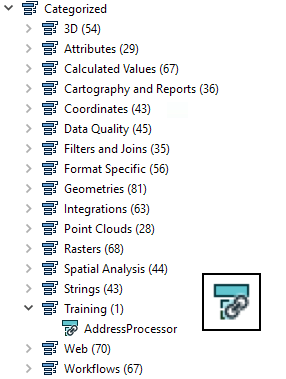 Categorized
3D (54)
Attributes (29)
Calculated Values (67)
Cartography and Reports (36)
Coordinates (43)
Data Quality (45)
Filters and Joins (35)
Format Specific (56)
Geometries (81)
Integrations (63)
Point Clouds (28)
Rasters (68)
Spatial Analysis (44)
Strings (43)
Training (1)
AddressProcessor
Web (70)
Workflows (67)